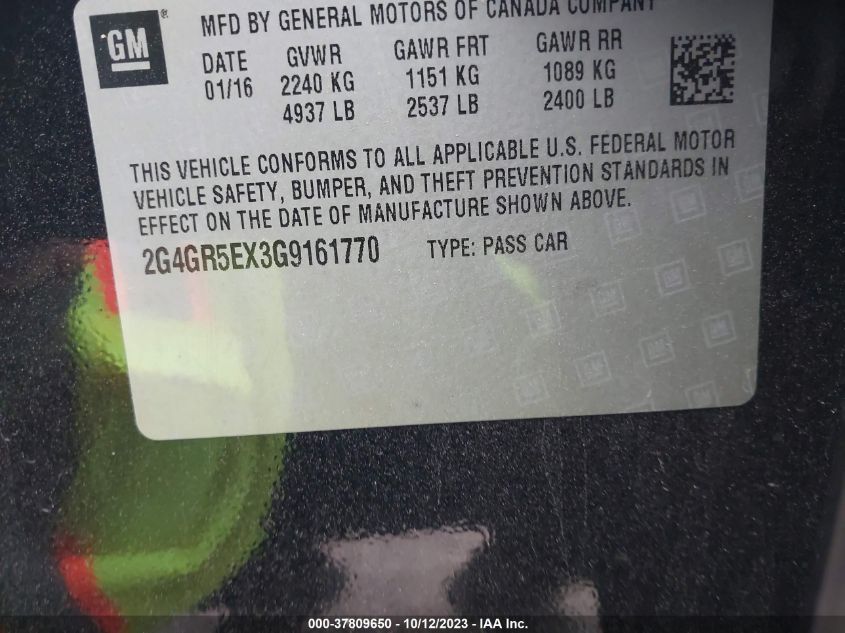 GM
MFD BY GENERAL MOTORS OF CANADA COMPANY
DATE GVWR GAWR FRT GAWR RR
01/16 2240 KG 1151 KG 1089 KG
4937 LB 2537 LB 2400 LB
THIS VEHICLE CONFORMS TO ALL APPLICABLE U.S. FEDERAL MOTOR
VEHICLE SAFETY, BUMPER, AND THEFT PREVENTION STANDARDS IN
EFFECT ON THE DATE OF MANUFACTURE SHOWN ABOVE.
2G4GR5EX3G9161770 TYPE: PASS CAR
000-37809650 - 10/12/2023 - IAA Inc.